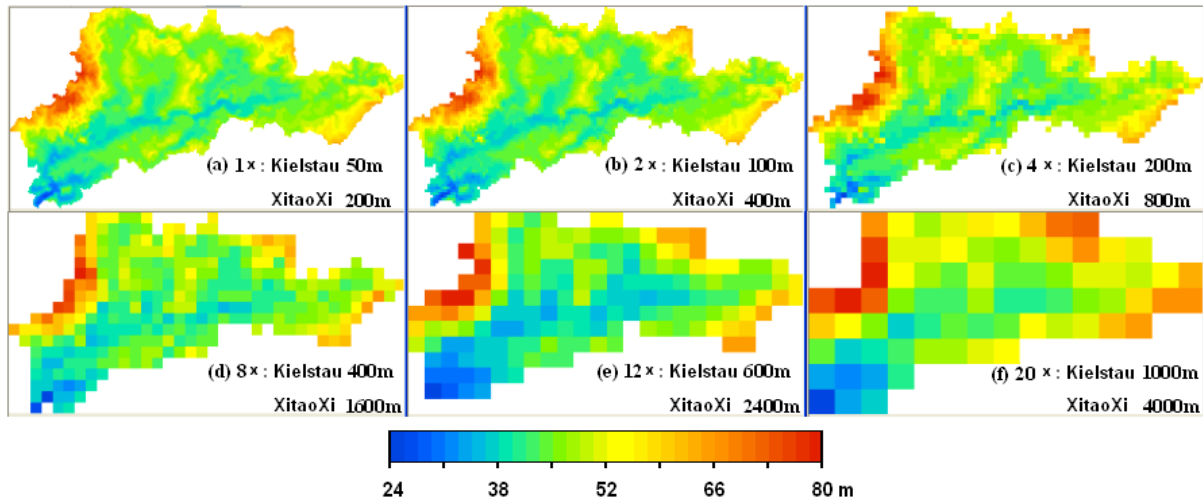 (a) 1×: Kielstau 50m
XitaoXi 200m
(b) 2×: Kielstau 100m
XitaoXi 400m
(c) 4×: Kielstau 200m
XitaoXi 800m
(d) 8×: Kielstau 400m
XitaoXi 1600m
(e) 12×: Kielstau 600m
XitaoXi 2400m
(f) 20×: Kielstau 1000m
XitaoXi 4000m
24 38 52 66 80 m